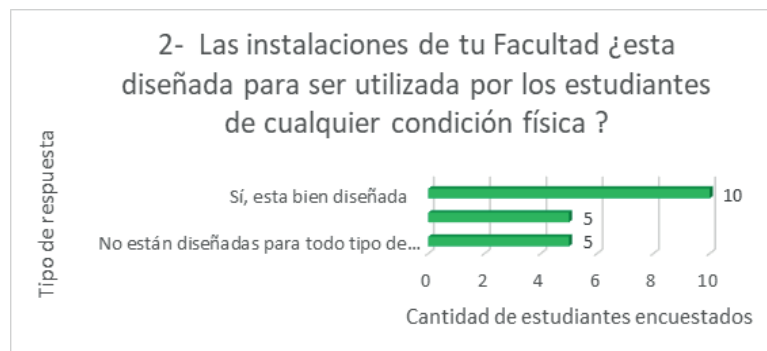 2- Las instalaciones de tu Facultad ¿esta
diseñada para ser utilizada por los estudiantes
de cualquier condición física ?
Tipo de respuesta
Sí, esta bien diseñada
10
5
No están diseñadas para todo tipo de...
5
0 2 4 6 8 10
Cantidad de estudiantes encuestados